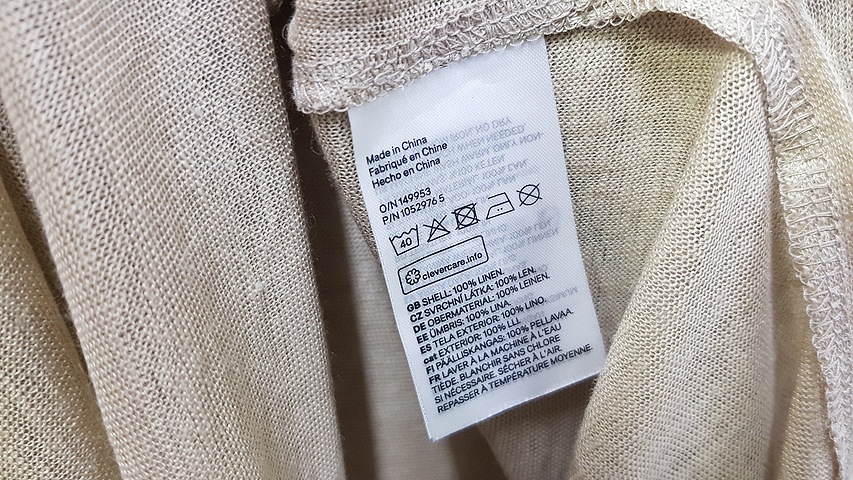 Made in China
Fabriqué en Chine
Hecho en China
O/N 149953
P/N 1052976 5
40
clevercare.info
GB SHELL: 100% LINEN.
CZ SVRCHNÍ LÁTKA: 100% LEN.
DE OBERMATERIAL: 100% LEINEN.
EE ÜMBRIS: 100% LINA.
ES TELA EXTERIOR: 100% LINO.
cat EXTERIOR: 100% LLI.
FI PÄÄLLISKANGAS: 100% PELLAVAA.
FR LAVER À LA MACHINE À L'EAU
TIÈDE. BLANCHIR SANS CHLORE
SI NÉCESSAIRE. SÉCHER À L'AIR.
REPASSER À TEMPÉRATURE MOYENNE.